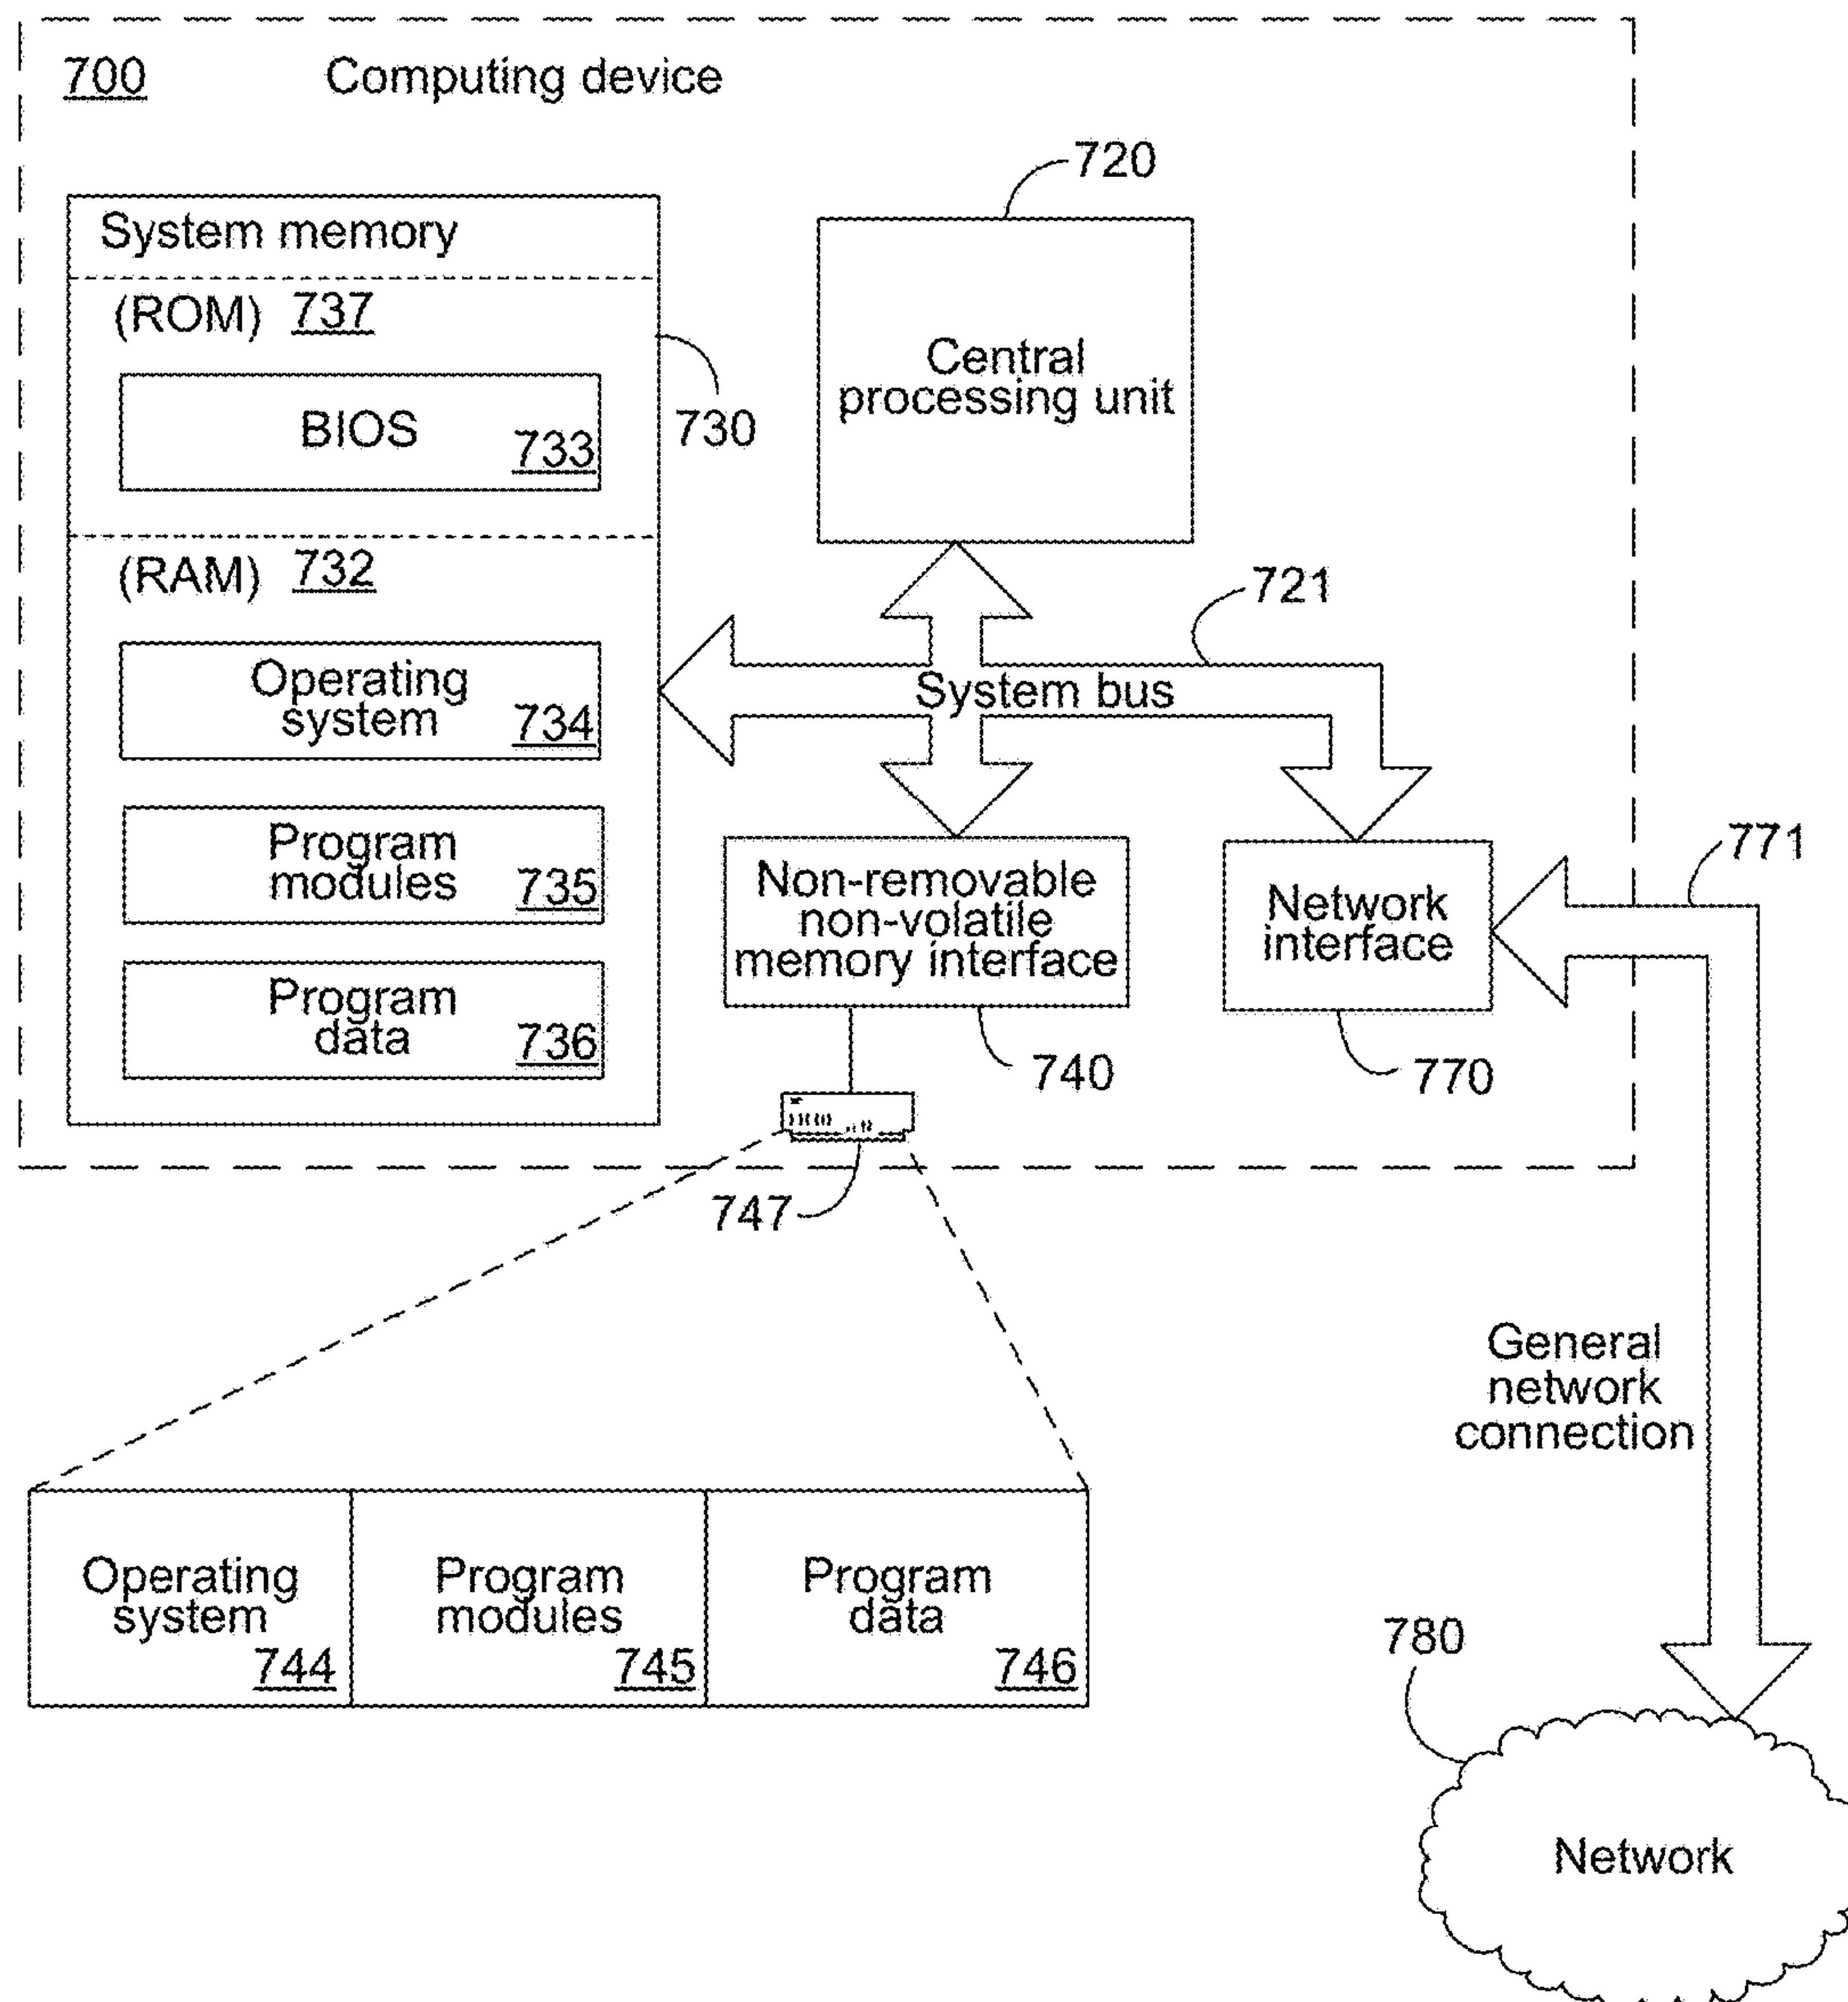 700 Computing device
720
System memory
(ROM) 737
BIOS 733
730
Central
processing unit
(RAM) 732
721
Operating
system 734
System bus
Program
modules 735
Program
data 736
Non-removable
non-volatile
memory interface
740
Network
interface
770
771
747
General
network
connection
Operating
system
744
Program
modules
745
Program
data
746
780
Network